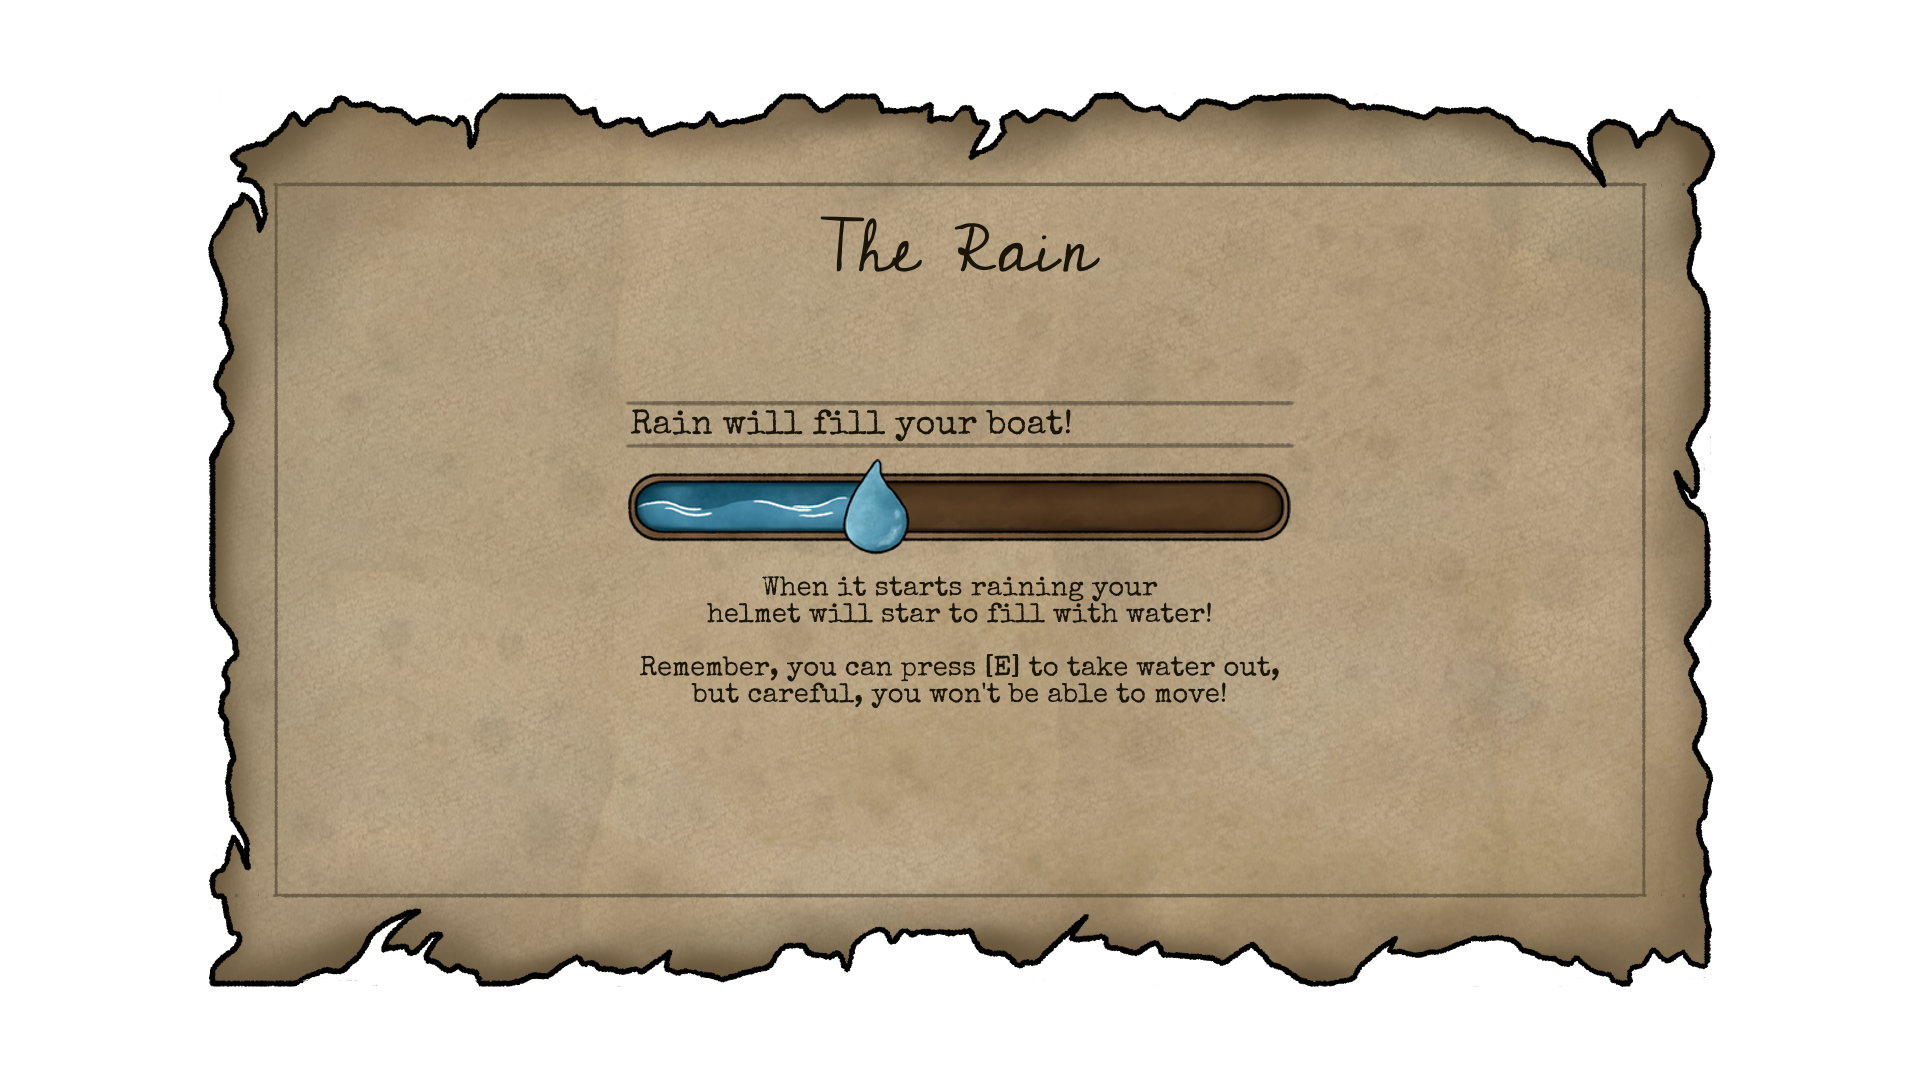 The Rain
Rain will fill your boat!
When it starts raining your
helmet will star to fill with water!
Remember, you can press [E] to take water out,
but careful, you won't be able to move!